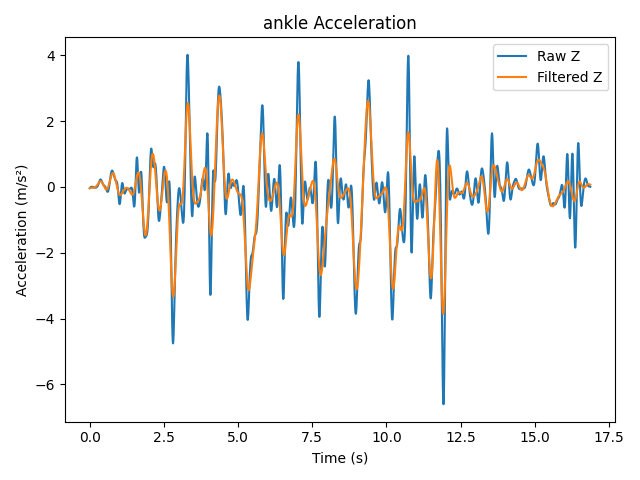 ankle Acceleration
Raw Z
Filtered Z
Acceleration (m/s²)
4
2
0
−2
−4
−6
0.0 2.5 5.0 7.5 10.0 12.5 15.0 17.5
Time (s)